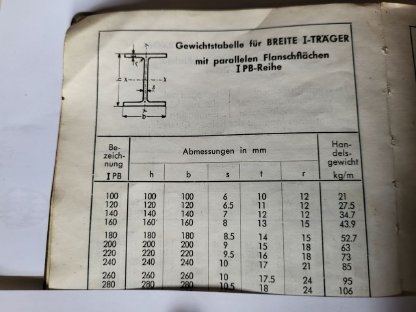 Gewichtstabelle für BREITE I-TRÄGER
mit parallelen Flanschflächen
I PB-Reihe
Be-
zeich-
nung
I PB
Abmessungen in mm
h b s t r
Han-
dels-
gewicht
kg/m
100 100 100 6 10 12 21
120 120 120 6.5 11 12 27.5
140 140 140 7 12 12 34.7
160 160 160 8 13 15 43.9
180 180 180 8.5 14 15 52.7
200 200 200 9 15 18 63
220 220 220 9.5 16 18 73
240 240 240 10 17 21 85
260 260 260 10 17.5 24 95
280 280 280 10.5 18 24 106